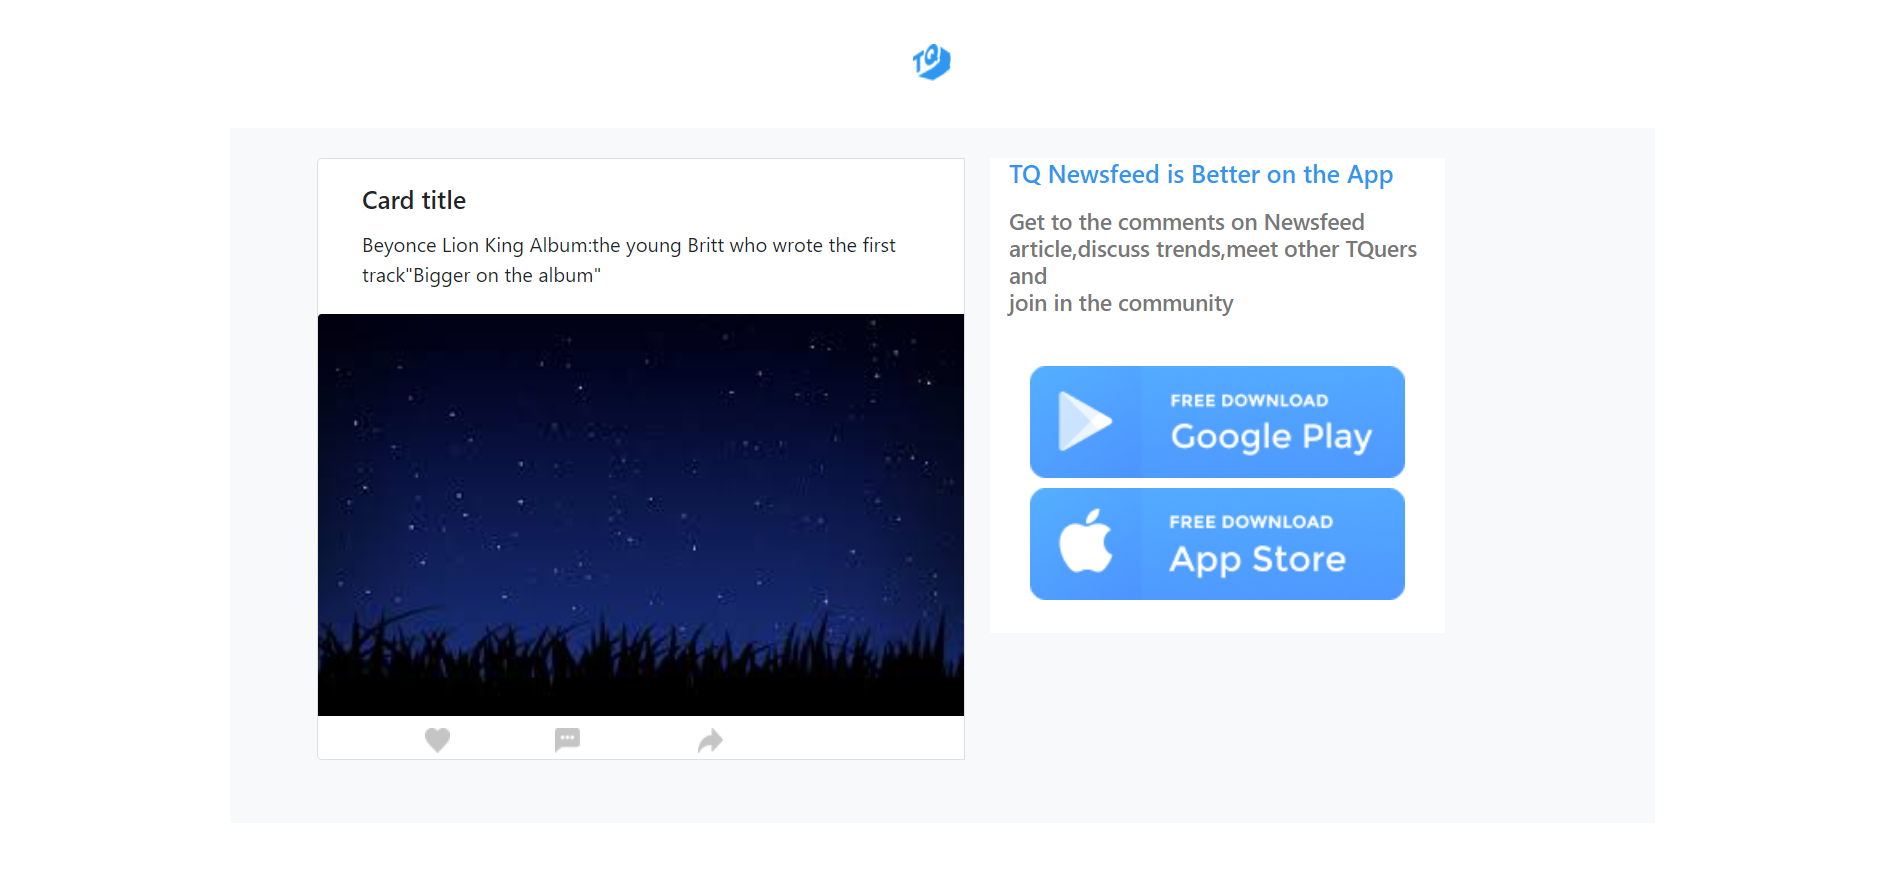 TQ
Card title
Beyonce Lion King Album:the young Britt who wrote the first
track"Bigger on the album"
TQ Newsfeed is Better on the App
Get to the comments on Newsfeed
article,discuss trends,meet other TQuers
and
join in the community
FREE DOWNLOAD
Google Play
FREE DOWNLOAD
App Store